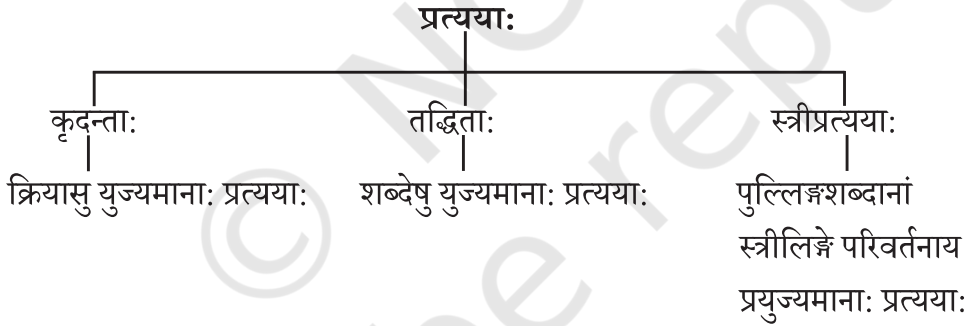 प्रत्यया:
कृदन्ता: तद्धिता: स्त्रीप्रत्यया:
क्रियासु युज्यमाना: प्रत्यया: शब्देषु युज्यमाना: प्रत्यया: पुल्लिङ्गशब्दानां
स्त्रीलिङ्गे परिवर्तनाय
प्रयुज्यमाना: प्रत्यया: